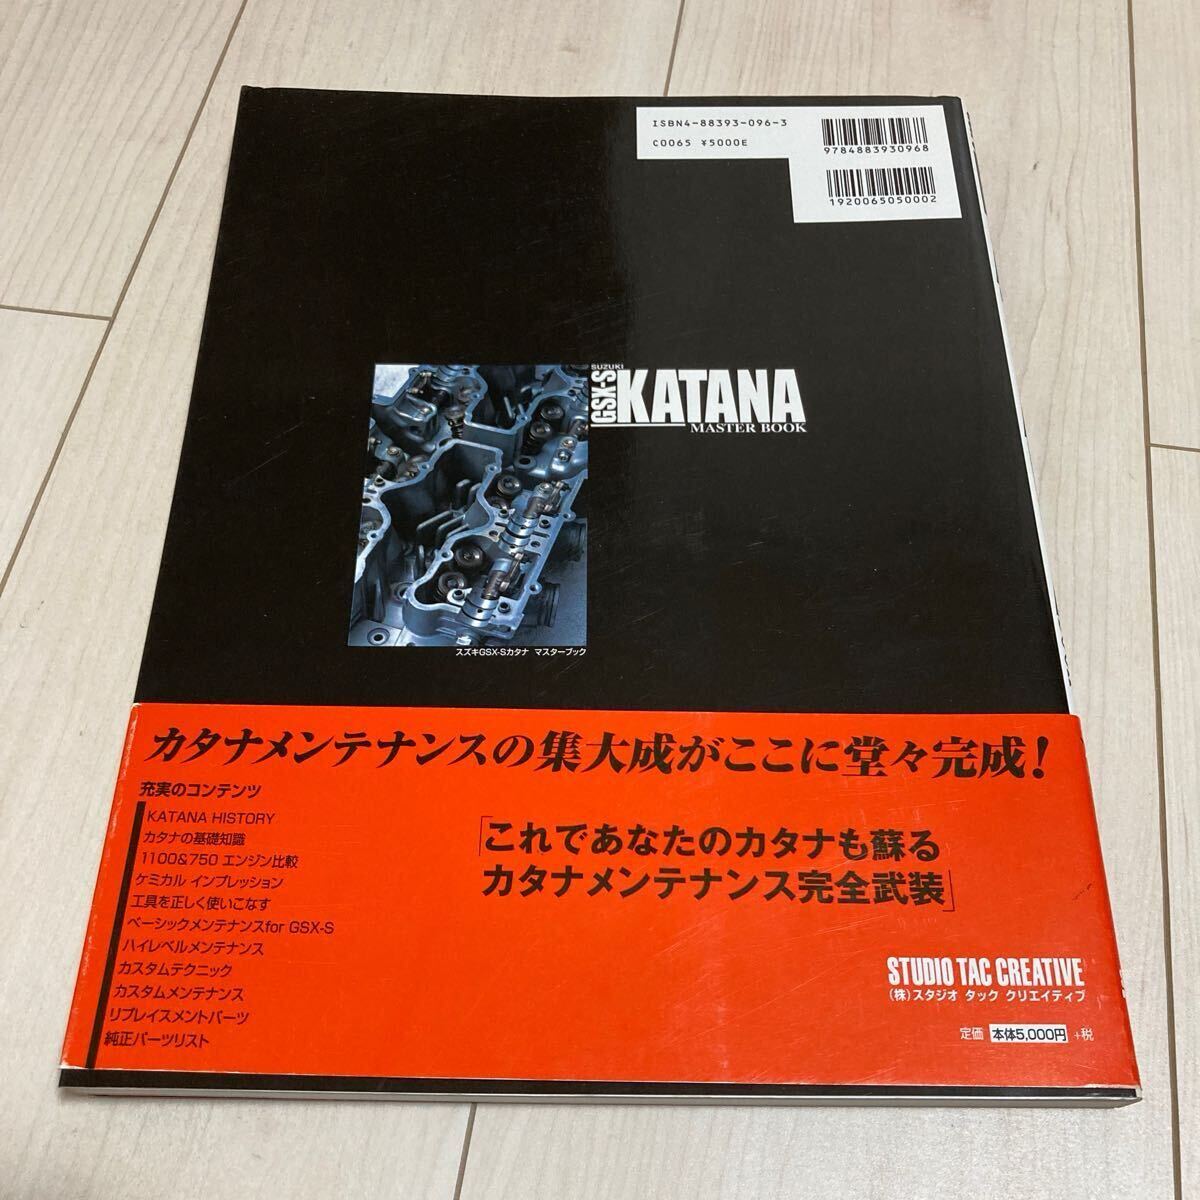 ISBN4-88393-096-3
C0065 ¥5000E
9784883930968
1920065050002
SUZUKI
GSX-S
KATANA
MASTER BOOK
スズキGSX-Sカタナ マスターブック
カタナメンテナンスの集大成がここに堂々完成!
充実のコンテンツ
KATANA HISTORY
カタナの基礎知識
1100&750 エンジン比較
ケミカル インプレッション
工具を正しく使いこなす
ベーシックメンテナンスfor GSX-S
ハイレベルメンテナンス
カスタムテクニック
カスタムメンテナンス
リプレイスメントパーツ
純正パーツリスト
「これであなたのカタナも蘇る
カタナメンテナンス完全武装」
STUDIO TAC CREATIVE
(株)スタジオ タック クリエイティブ
定価 本体5,000円 +税